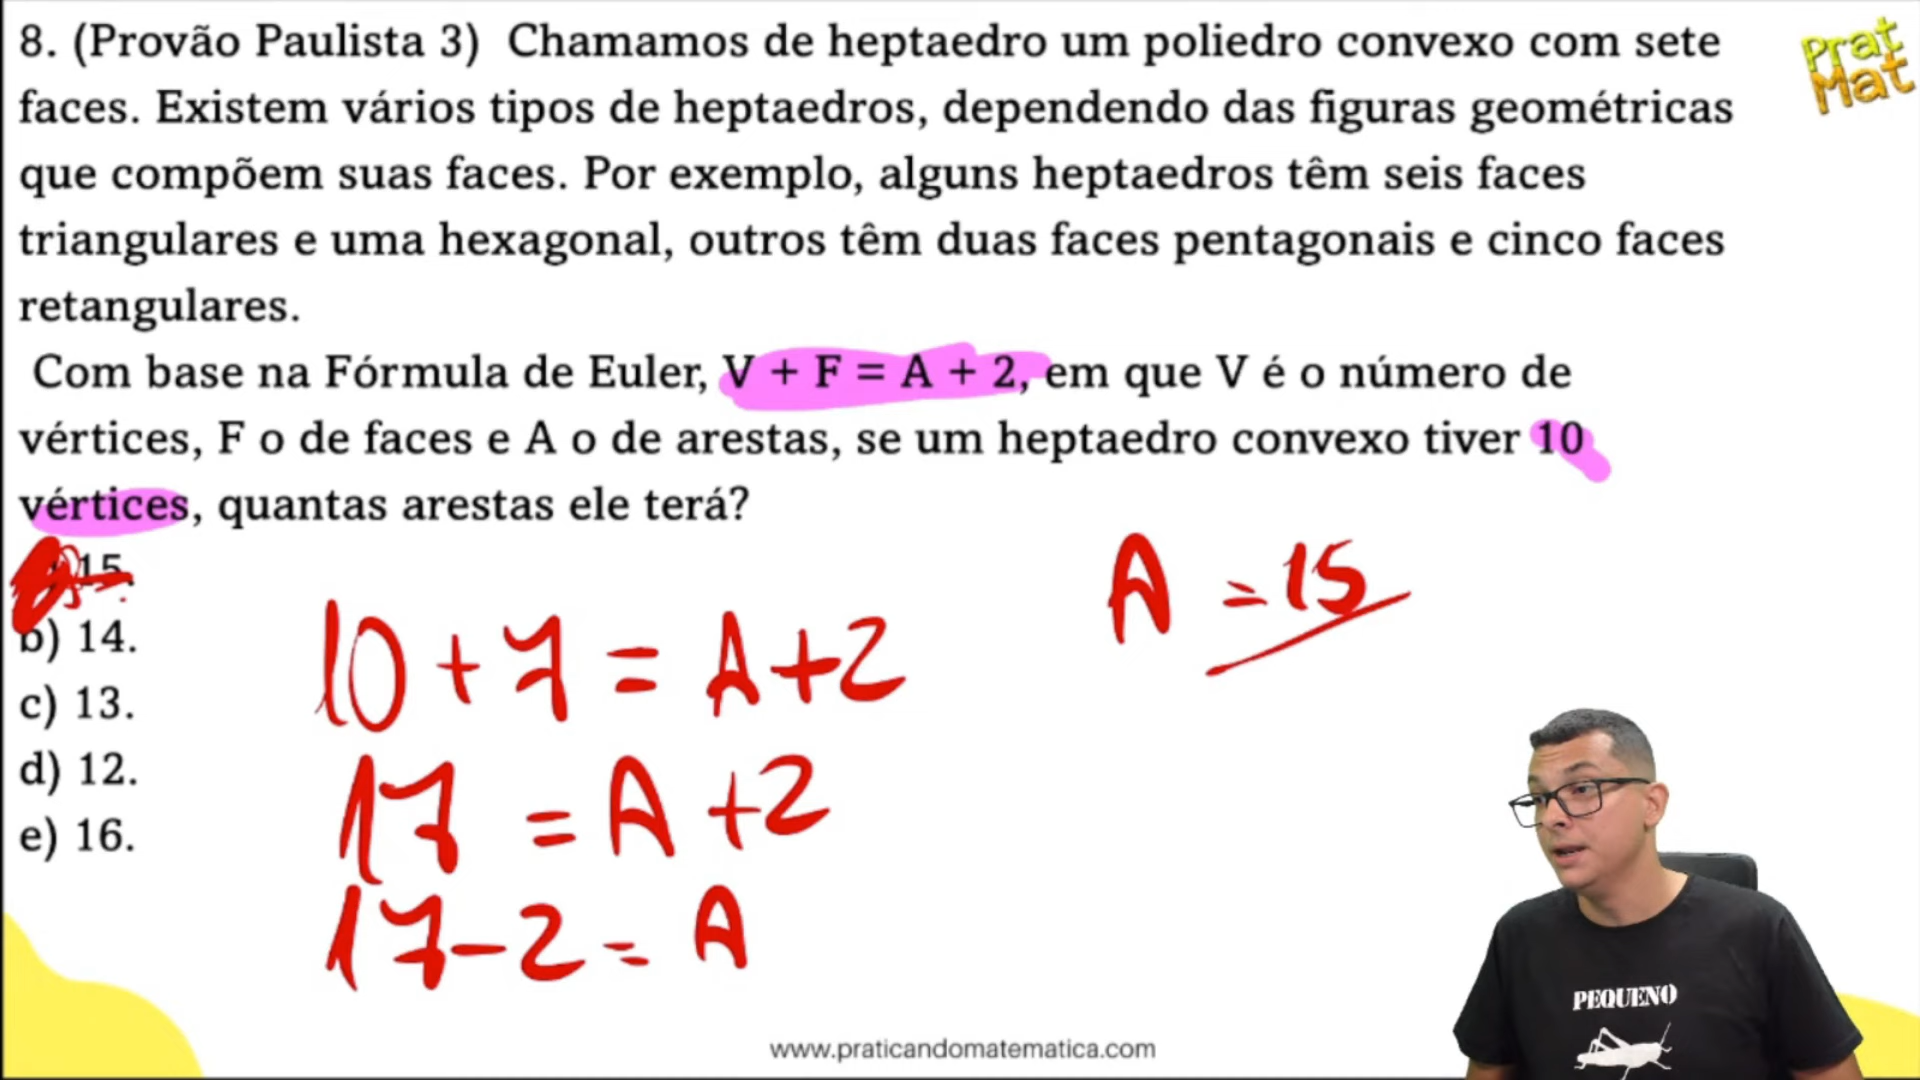 8. (Provão Paulista 3) Chamamos de heptaedro um poliedro convexo com sete
faces. Existem vários tipos de heptaedros, dependendo das figuras geométricas
que compõem suas faces. Por exemplo, alguns heptaedros têm seis faces
triangulares e uma hexagonal, outros têm duas faces pentagonais e cinco faces
retangulares.
Com base na Fórmula de Euler, V + F = A + 2, em que V é o número de
vértices, F o de faces e A o de arestas, se um heptaedro convexo tiver 10
vértices, quantas arestas ele terá?
15.
b) 14.
c) 13.
d) 12.
e) 16.
10 + 7 = A + 2
17 = A + 2
17 - 2 = A
A = 15
Prat
Mat
PEQUENO
www.praticandomatematica.com